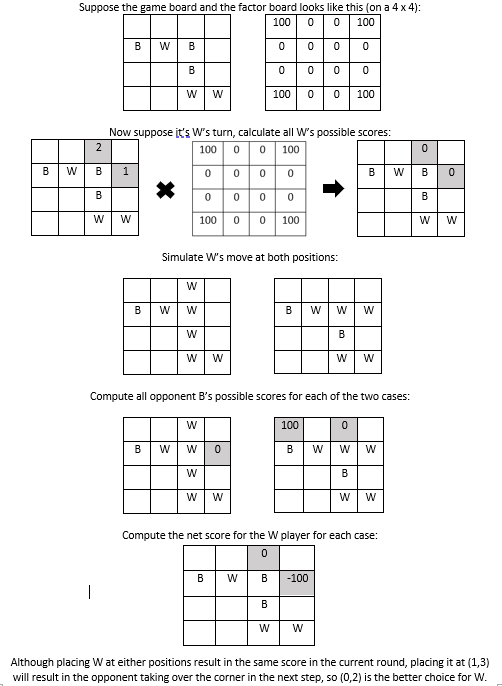 Suppose the game board and the factor board looks like this (on a 4 x 4):
100 0 0 100
B W B 0 0 0 0
B 0 0 0 0
W W 100 0 0 100
Now suppose it's W's turn, calculate all W's possible scores:
2 100 0 0 100 0
B W B 1 0 0 0 0 B W B 0
B 0 0 0 0 B
W W 100 0 0 100 W W
Simulate W's move at both positions:
W
B W W B W W W
W B
W W W W
Compute all opponent B's possible scores for each of the two cases:
W 100 0
B W W 0 B W W W
W B
W W W W
Compute the net score for the W player for each case:
0
B W B -100
B
W W
Although placing W at either positions result in the same score in the current round, placing it at (1,3)
will result in the opponent taking over the corner in the next step, so (0,2) is the better choice for W.